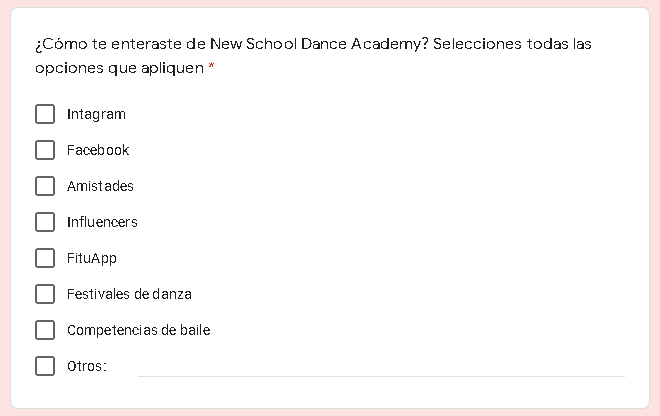 ¿Cómo te enteraste de New School Dance Academy? Selecciones todas las
opciones que apliquen *
Intagram
Facebook
Amistades
Influencers
FituApp
Festivales de danza
Competencias de baile
Otros: